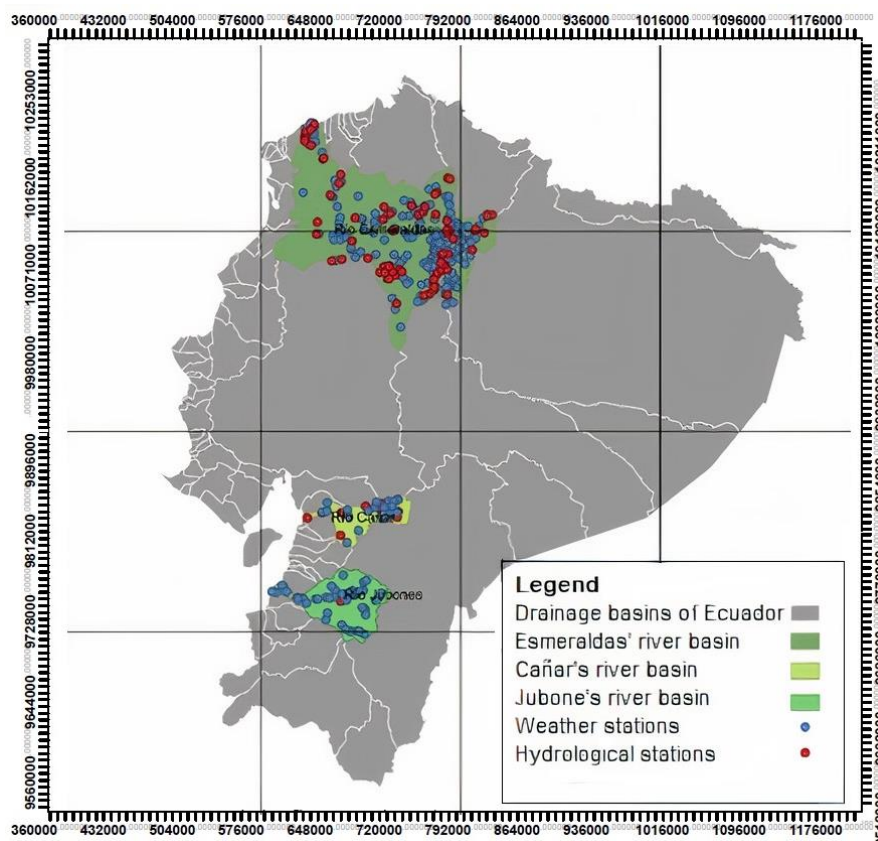 360000 432000 504000 576000 648000 720000 792000 864000 936000 1016000 1096000 1176000
10253000
10162000
10071000
9980000
9896000
9812000
9728000
9644000
9560000
Río Esmeraldas
Río Cañar
Río Jubones
Legend
Drainage basins of Ecuador
Esmeraldas' river basin
Cañar's river basin
Jubone's river basin
Weather stations
Hydrological stations
360000 432000 504000 576000 648000 720000 792000 864000 936000 1016000 1096000 1176000